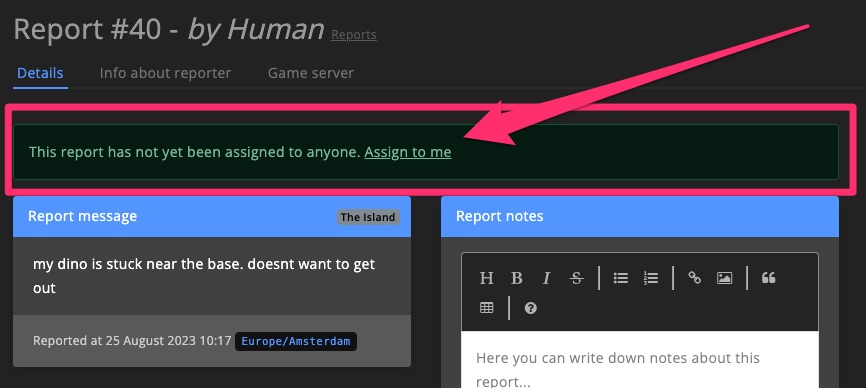 Report #40 - by Human Reports
Details Info about reporter Game server
This report has not yet been assigned to anyone. Assign to me
Report message The Island
my dino is stuck near the base. doesnt want to get
out
Reported at 25 August 2023 10:17 Europe/Amsterdam
Report notes
H B I S
Here you can write down notes about this
report...